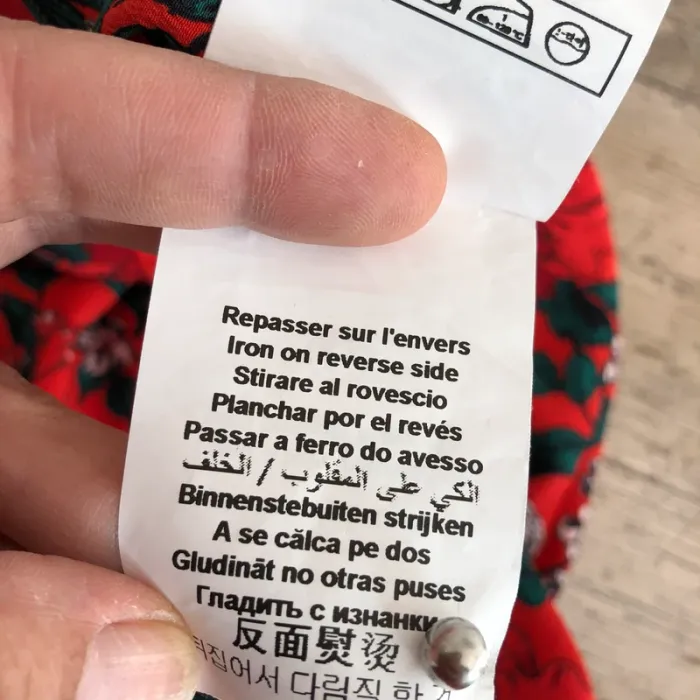 Repasser sur l'envers
Iron on reverse side
Stirare al rovescio
Planchar por el revés
Passar a ferro do avesso
الكي على المقلوب / الخلف
Binnenstebuiten strijken
A se călca pe dos
Gludināt no otras puses
Гладить с изнанки
反面熨烫
다림질 할